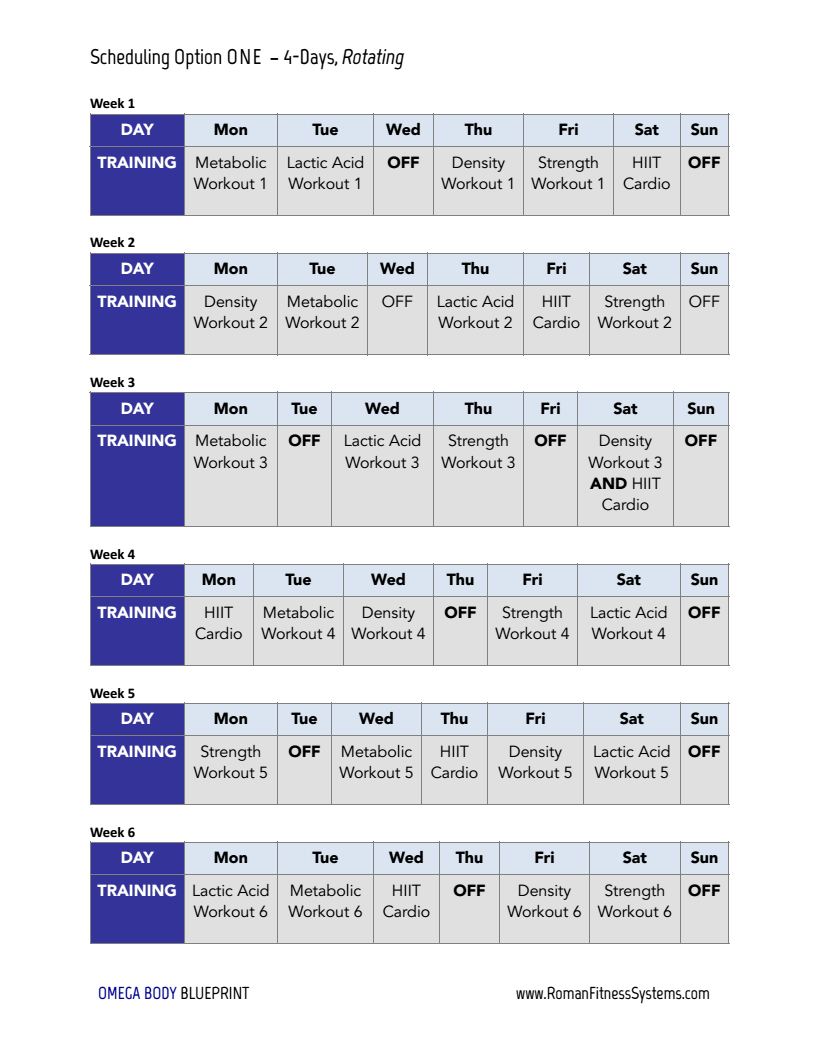 Scheduling Option ONE – 4-Days, Rotating
Week 1
DAY Mon Tue Wed Thu Fri Sat Sun
TRAINING Metabolic Lactic Acid OFF Density Strength HIIT OFF
Workout 1 Workout 1 Workout 1 Workout 1 Cardio
Week 2
DAY Mon Tue Wed Thu Fri Sat Sun
TRAINING Density Metabolic OFF Lactic Acid HIIT Strength OFF
Workout 2 Workout 2 Workout 2 Cardio Workout 2
Week 3
DAY Mon Tue Wed Thu Fri Sat Sun
TRAINING Metabolic OFF Lactic Acid Strength OFF Density OFF
Workout 3 Workout 3 Workout 3 Workout 3
AND HIIT
Cardio
Week 4
DAY Mon Tue Wed Thu Fri Sat Sun
TRAINING HIIT Metabolic Density OFF Strength Lactic Acid OFF
Cardio Workout 4 Workout 4 Workout 4 Workout 4
Week 5
DAY Mon Tue Wed Thu Fri Sat Sun
TRAINING Strength OFF Metabolic HIIT Density Lactic Acid OFF
Workout 5 Workout 5 Cardio Workout 5 Workout 5
Week 6
DAY Mon Tue Wed Thu Fri Sat Sun
TRAINING Lactic Acid Metabolic HIIT OFF Density Strength OFF
Workout 6 Workout 6 Cardio Workout 6 Workout 6
OMEGA BODY BLUEPRINT www.RomanFitnessSystems.com